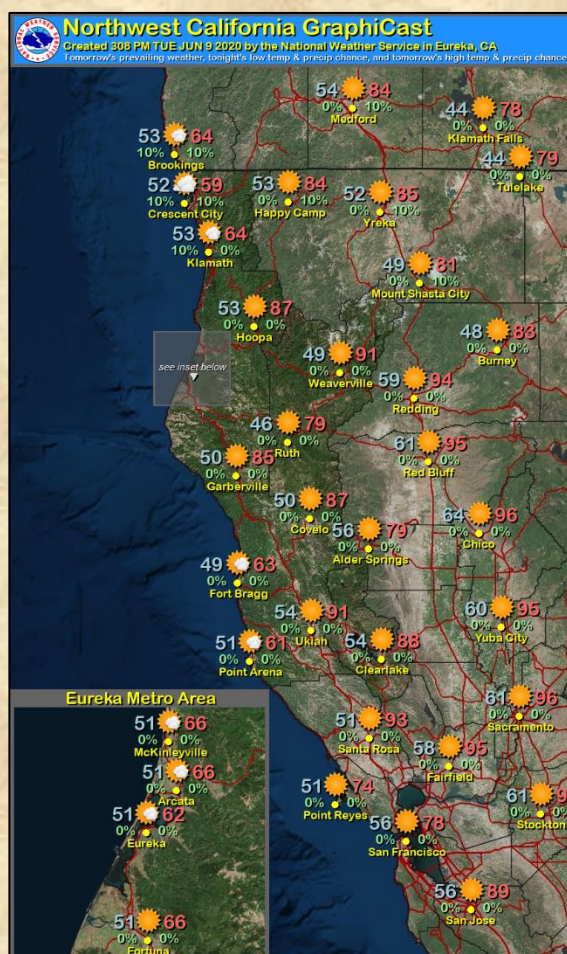 Northwest California GraphiCast
Created 308 PM TUE JUN 9 2020 by the National Weather Service in Eureka, CA
Tomorrow's prevailing weather, tonight's low temp & precip chance, and tomorrow's high temp & precip chance
54 84
0% 10%
Medford
44 78
0% 0%
Klamath Falls
53 64
10% 10%
Brookings
44 79
0% 0%
Tulelake
52 59
10% 10%
Crescent City
53 84
0% 10%
Happy Camp
52 85
0% 10%
Yreka
53 64
10% 0%
Klamath
49 81
0% 10%
Mount Shasta City
53 87
0% 0%
Hoopa
48 83
0% 0%
Burney
49 91
0% 0%
Weaverville
see inset below
59 94
0% 0%
Redding
46 79
0% 0%
Ruth
61 95
0% 0%
Red Bluff
50 85
0% 0%
Garberville
50 87
0% 0%
Covelo
64 96
0% 0%
Chico
56 79
0% 0%
Alder Springs
49 63
0% 0%
Fort Bragg
54 91
0% 0%
Ukiah
60 95
0% 0%
Yuba City
51 61
0% 0%
Point Arena
54 88
0% 0%
Clearlake
61 96
0% 0%
Sacramento
51 93
0% 0%
Santa Rosa
58 95
0% 0%
Fairfield
51 74
0% 0%
Point Reyes
61 9
0% 0%
Stockton
56 78
0% 0%
San Francisco
56 89
0% 0%
San Jose
Eureka Metro Area
51 66
0% 0%
McKinleyville
51 66
0% 0%
Arcata
51 62
0% 0%
Eureka
51 66
0% 0%
Fortuna